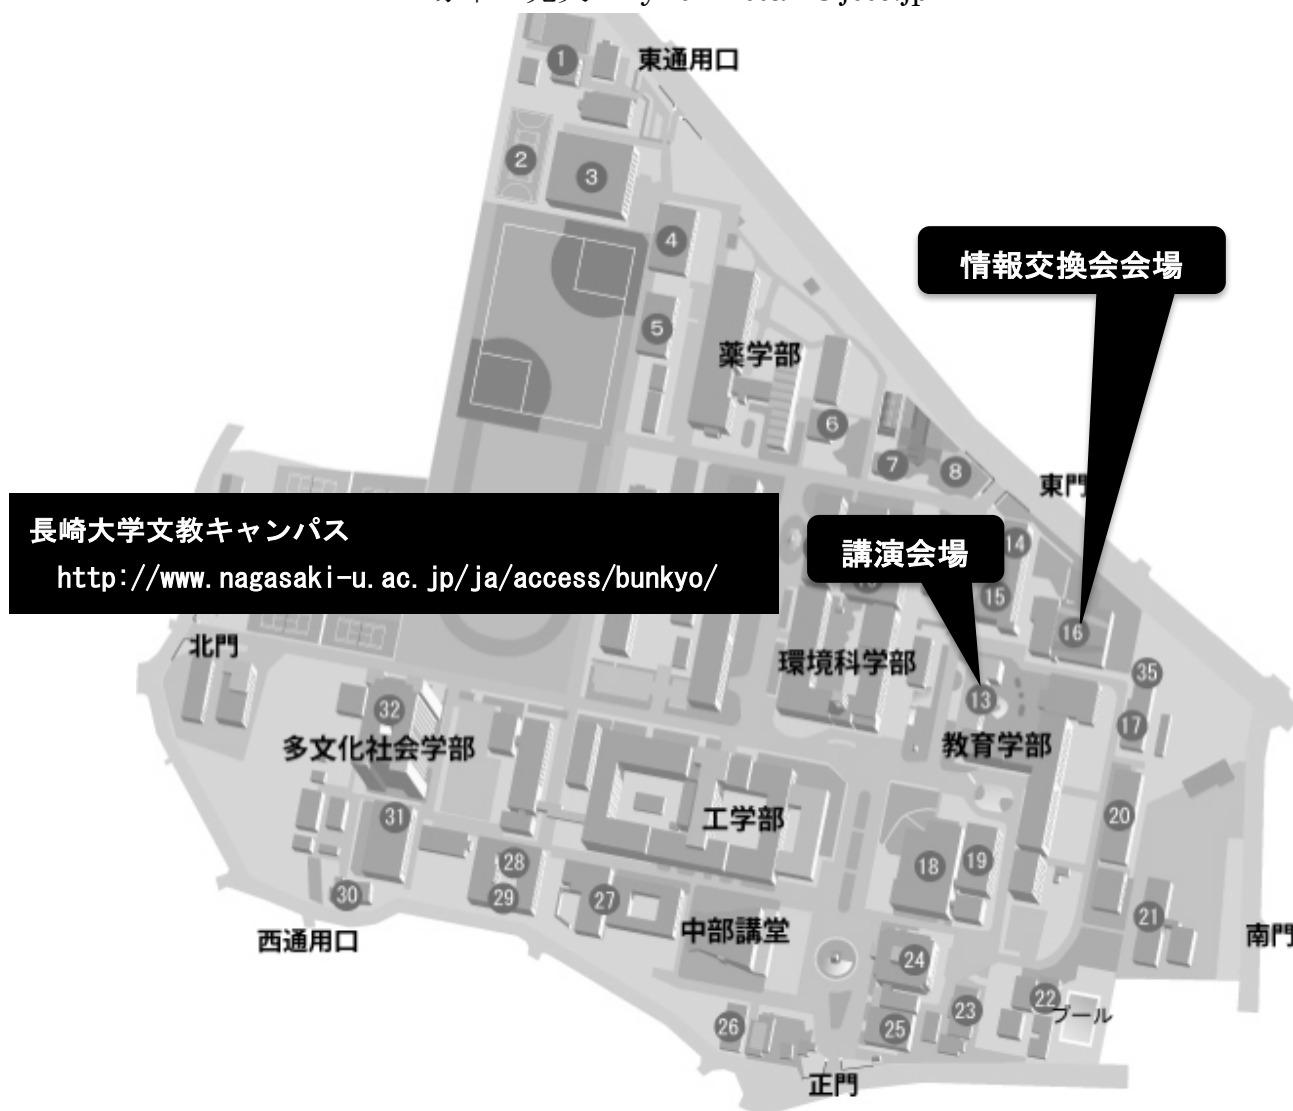 東通用口
1
2
3
4
情報交換会会場
5
薬学部
6
7
8
東門
長崎大学文教キャンパス
http://www.nagasaki-u.ac.jp/ja/access/bunkyo/
講演会場
14
15
16
北門
環境科学部
35
13
32
17
多文化社会学部
教育学部
工学部
31
20
28
18
19
30
29
27
21
西通用口
中部講堂
南門
24
22
プール
26
25
23
正門